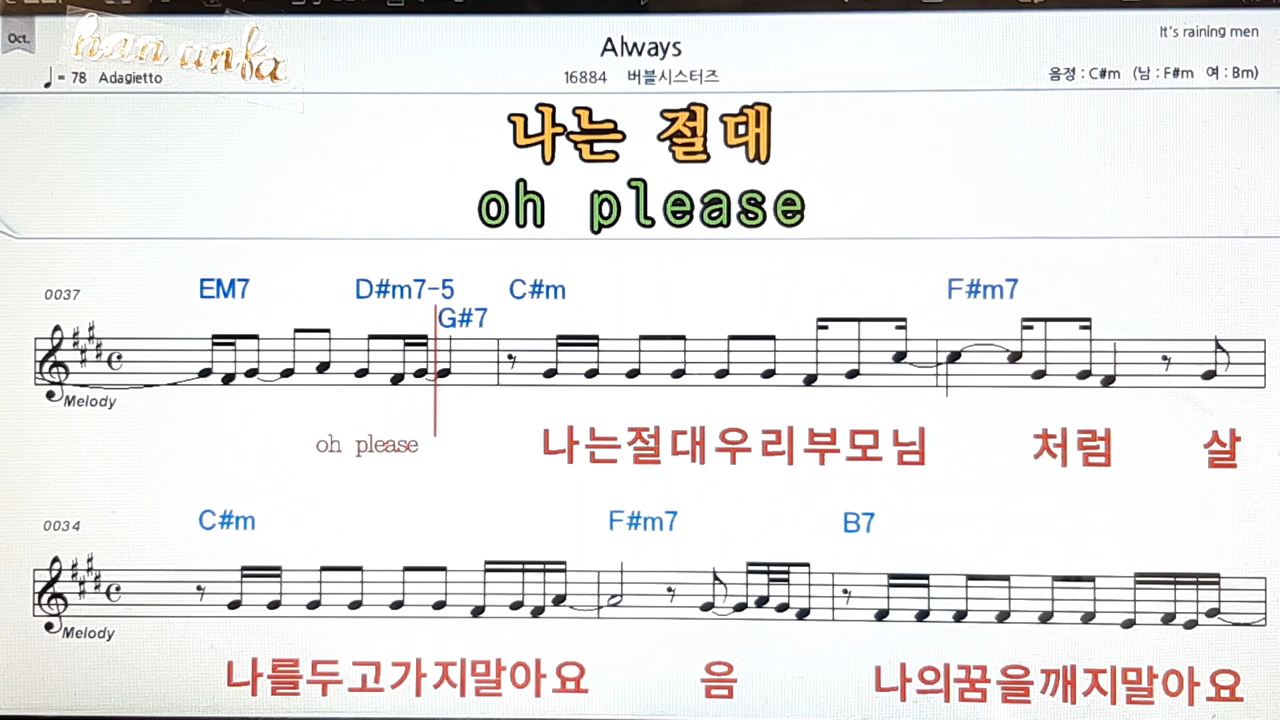 Oct.
han unfa
Always
It's raining men
♩= 78 Adagietto
16884 버블시스터즈
음정 : C#m (남 : F#m 여 : Bm)
나는 절대
oh please
0037 EM7 D#m7-5 G#7 C#m F#m7
Melody
oh please 나는절대우리부모님 처럼 살
0034 C#m F#m7 B7
Melody
나를두고가지말아요 음 나의꿈을깨지말아요